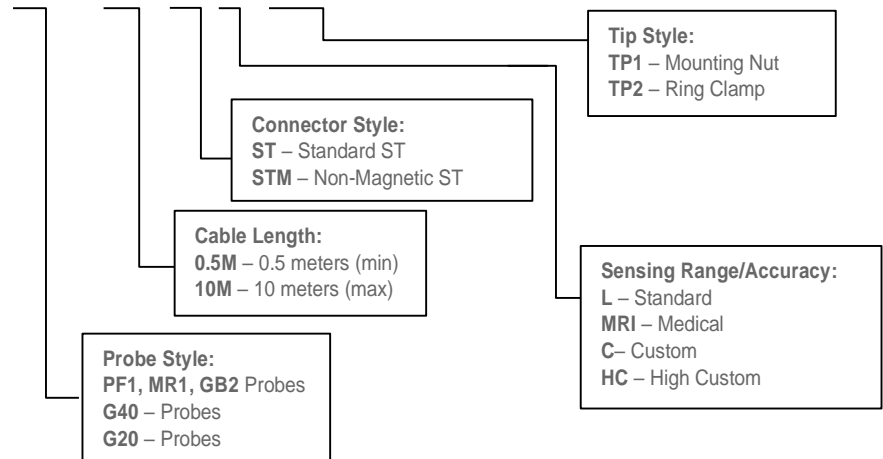 Tip Style:
TP1 – Mounting Nut
TP2 – Ring Clamp
Connector Style:
ST – Standard ST
STM – Non-Magnetic ST
Cable Length:
0.5M – 0.5 meters (min)
10M – 10 meters (max)
Sensing Range/Accuracy:
L – Standard
MRI – Medical
C– Custom
HC – High Custom
Probe Style:
PF1, MR1, GB2 Probes
G40 – Probes
G20 – Probes